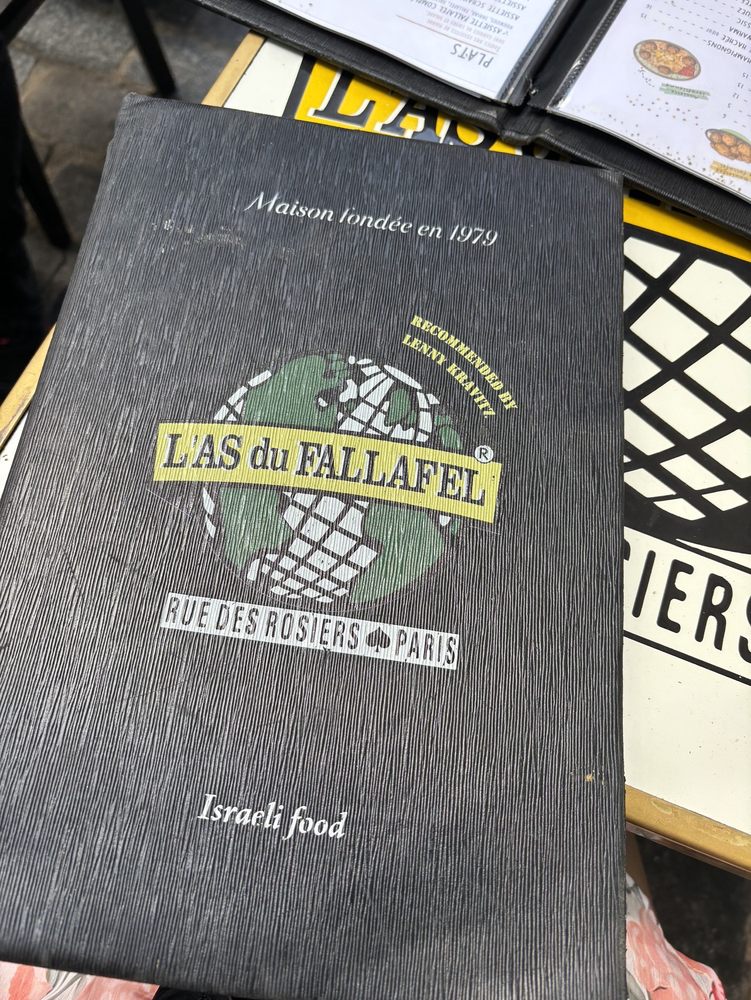 Maison fondée en 1979
RECOMMENDED BY
LENNY KRAVITZ
L'AS du FALLAFEL®
RUE DES ROSIERS ♠ PARIS
Israeli food
PLATS
L'AS
IERS